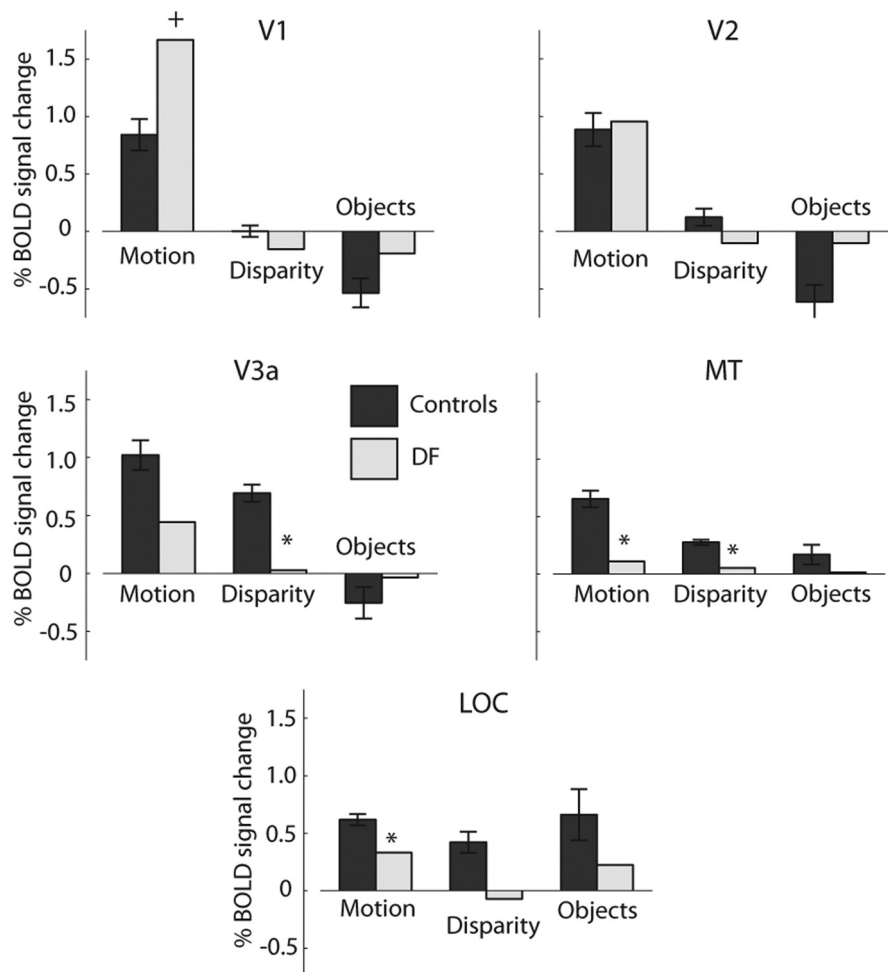 V1
+
% BOLD signal change
1.5
1.0
0.5
0
-0.5
Motion
Disparity
Objects
V2
Motion
Disparity
Objects
V3a
% BOLD signal change
1.5
1.0
0.5
0
-0.5
Motion
*
Disparity
Objects
Controls
DF
MT
*
Motion
*
Disparity
Objects
LOC
% BOLD signal change
1.5
1.0
0.5
0
-0.5
*
Motion
Disparity
Objects